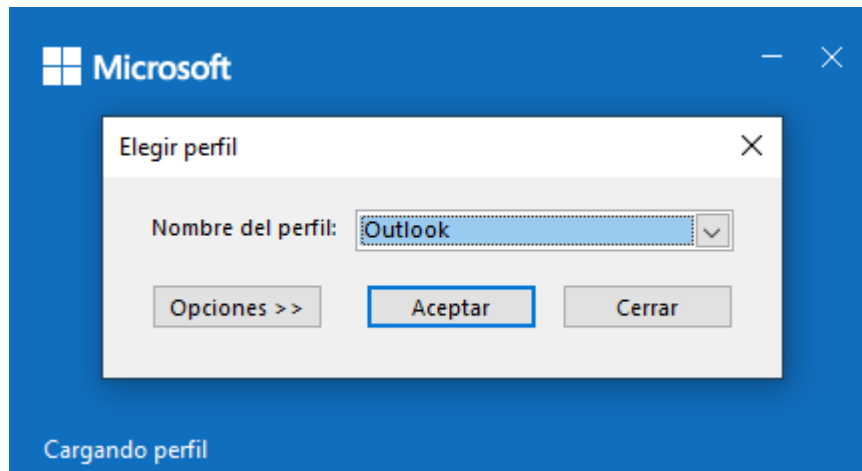 Microsoft
Elegir perfil
Nombre del perfil: Outlook
Opciones >> Aceptar Cerrar
Cargando perfil